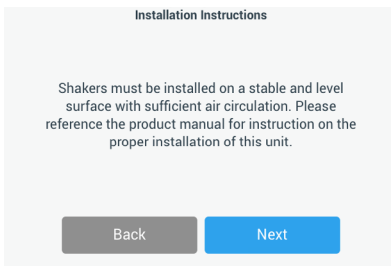 Installation Instructions
Shakers must be installed on a stable and level
surface with sufficient air circulation. Please
reference the product manual for instruction on the
proper installation of this unit.
Back
Next